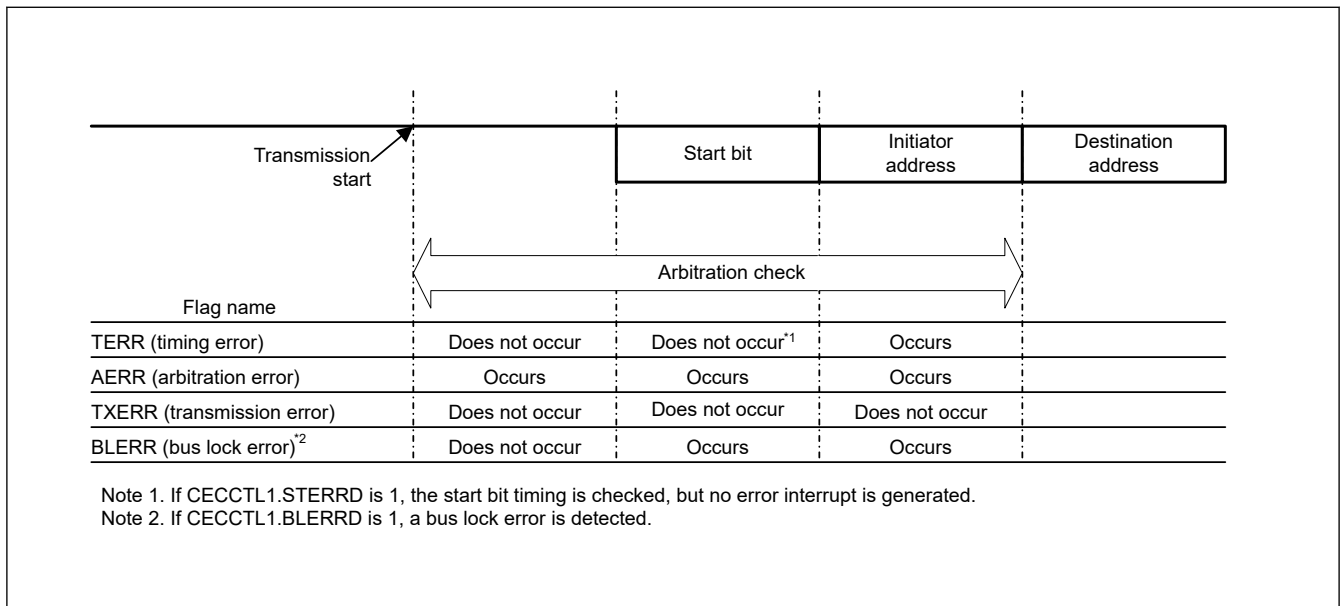 Transmission
start
Start bit
Initiator
address
Destination
address
Arbitration check
Flag name
TERR (timing error) Does not occur Does not occur*1 Occurs
AERR (arbitration error) Occurs Occurs Occurs
TXERR (transmission error) Does not occur Does not occur Does not occur
BLERR (bus lock error)*2 Does not occur Occurs Occurs
Note 1. If CECCTL1.STERRD is 1, the start bit timing is checked, but no error interrupt is generated.
Note 2. If CECCTL1.BLERRD is 1, a bus lock error is detected.